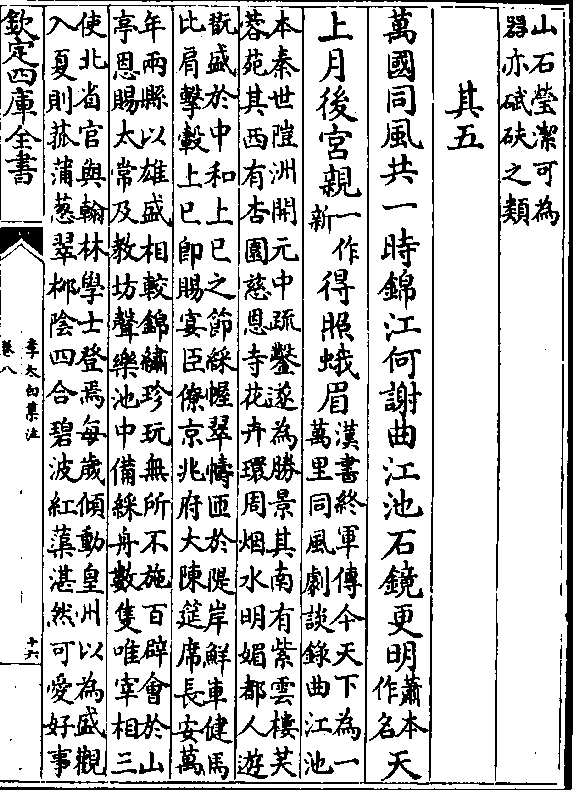 山石瑩潔可為
器亦碔砆之類
其五
萬國同風共一時錦江何謝曲江池石鏡更明蕭本作名天
上月後宮親一作新得照蛾眉漢書終軍傳今天下為一
萬里同風劇談錄曲江池
本秦世隑洲開元中疏鑿遂為勝景其南有紫雲樓芙
蓉苑其西有杏園慈恩寺花卉環周烟水明媚都人遊
翫盛於中和上巳之節綵幄翠幬匝於隄岸鮮車健馬
比肩擊轂上巳即賜宴臣僚京兆府大陳筵席長安萬
年兩縣以雄盛相較錦繡珍玩無所不施百辟會於山
亭恩賜太常及教坊聲樂池中備綵舟數隻唯宰相三
使北省官與翰林學士登焉每歲傾動皇州以為盛觀
入夏則菰蒲葱翠栁陰四合碧波紅蕖湛然可愛好事
欽定四庫全書
李太白集注
卷八
十六